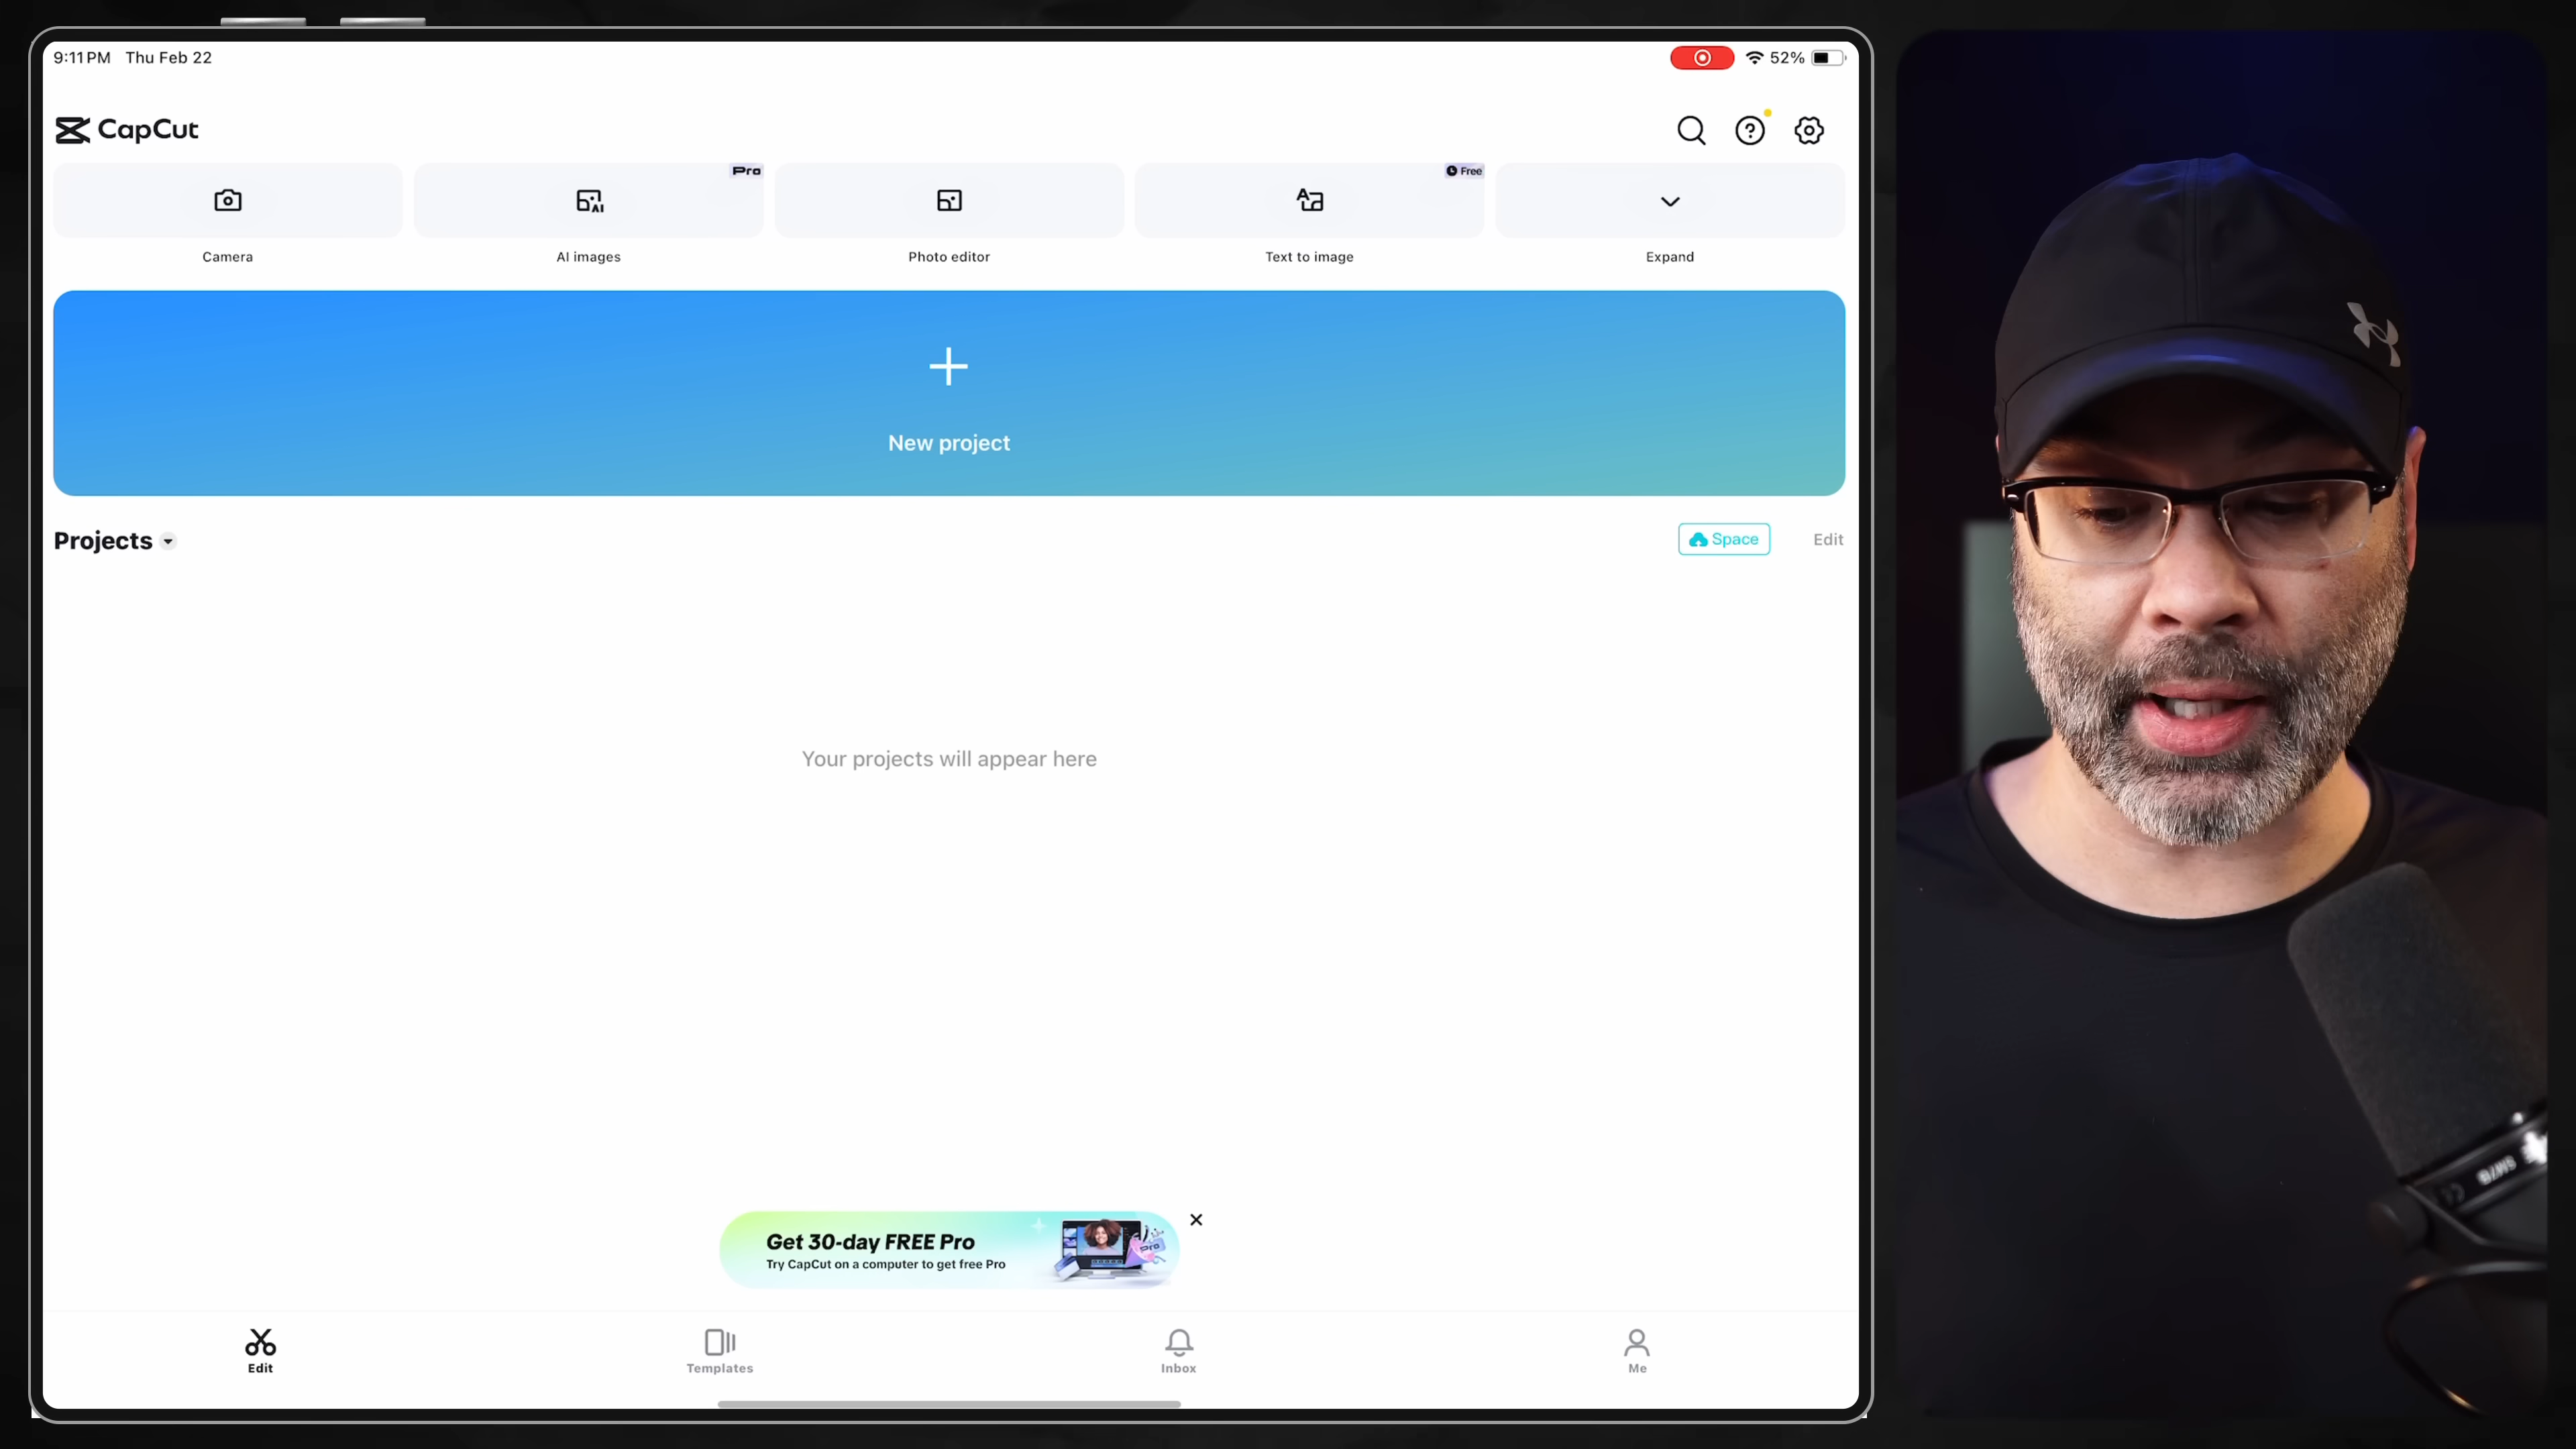 9:11 PM Thu Feb 22
52%
CapCut
Pro
Free
Camera
AI images
Photo editor
Text to image
Expand
New project
Projects
Space
Edit
Your projects will appear here
Get 30-day FREE Pro
Try CapCut on a computer to get free Pro
Pro
Edit
Templates
Inbox
Me
SM7B